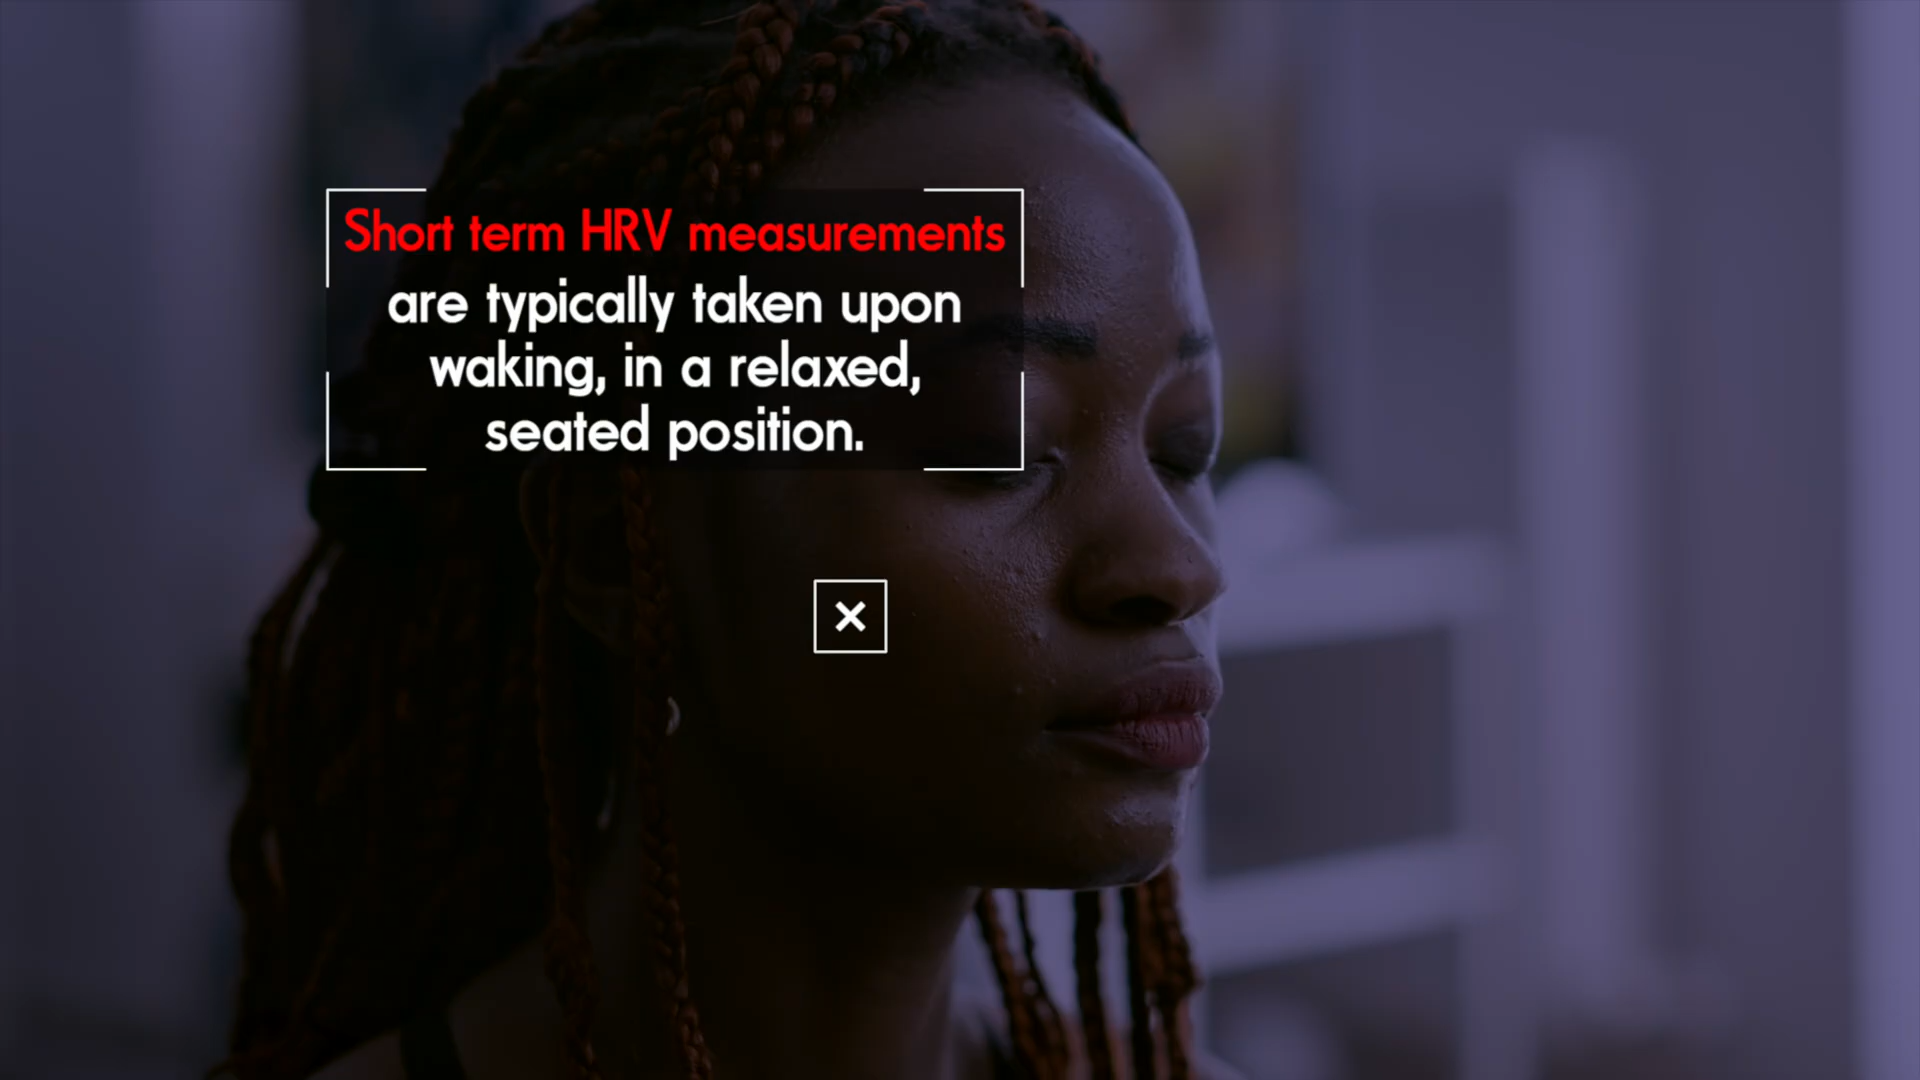 Short term HRV measurements
are typically taken upon
waking, in a relaxed,
seated position.